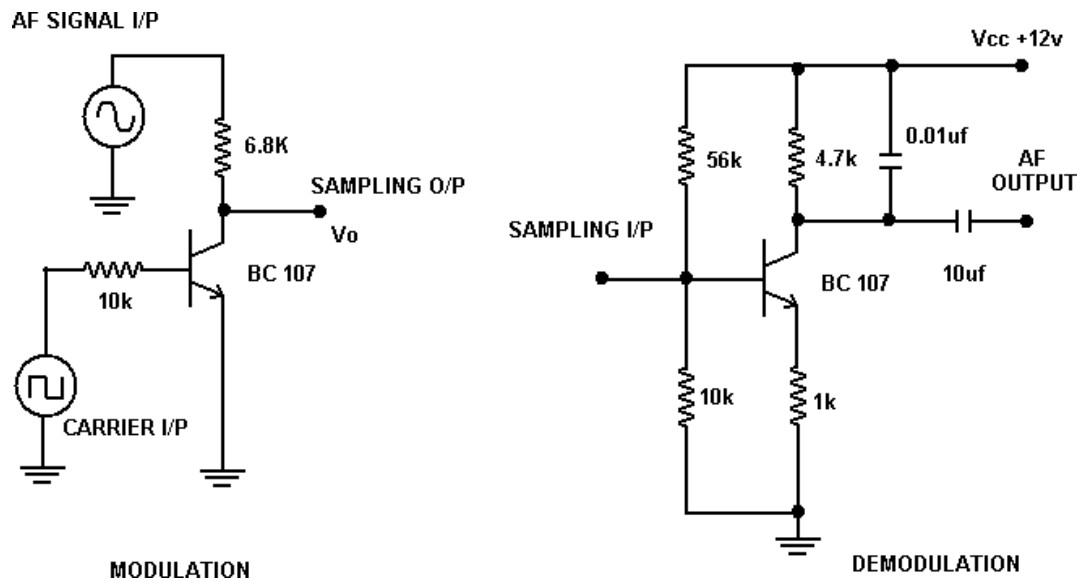 AF SIGNAL I/P
6.8K
SAMPLING O/P
Vo
BC 107
10k
CARRIER I/P
MODULATION
Vcc +12v
56k
4.7k
0.01uf
AF
OUTPUT
SAMPLING I/P
BC 107
10uf
10k
1k
DEMODULATION